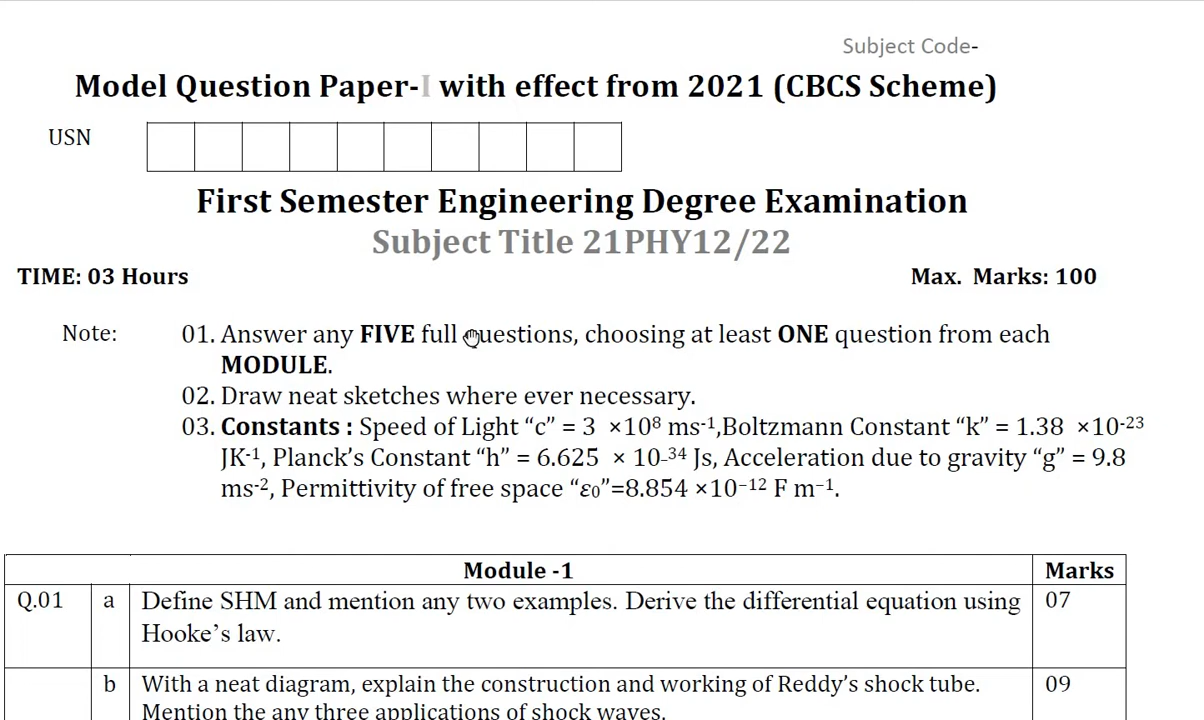 Subject Code-
Model Question Paper-I with effect from 2021 (CBCS Scheme)
USN
First Semester Engineering Degree Examination
Subject Title 21PHY12/22
TIME: 03 Hours Max. Marks: 100
Note: 01. Answer any FIVE full questions, choosing at least ONE question from each
MODULE.
02. Draw neat sketches where ever necessary.
03. Constants : Speed of Light “c” = 3 ×10⁸ ms⁻¹,Boltzmann Constant “k” = 1.38 ×10⁻²³
JK⁻¹, Planck’s Constant “h” = 6.625 × 10⁻³⁴ Js, Acceleration due to gravity “g” = 9.8
ms⁻², Permittivity of free space “ε₀”=8.854 ×10⁻¹² F m⁻¹.
Module -1 Marks
Q.01 a Define SHM and mention any two examples. Derive the differential equation using 07
Hooke’s law.
b With a neat diagram, explain the construction and working of Reddy’s shock tube. 09
Mention the any three applications of shock waves.